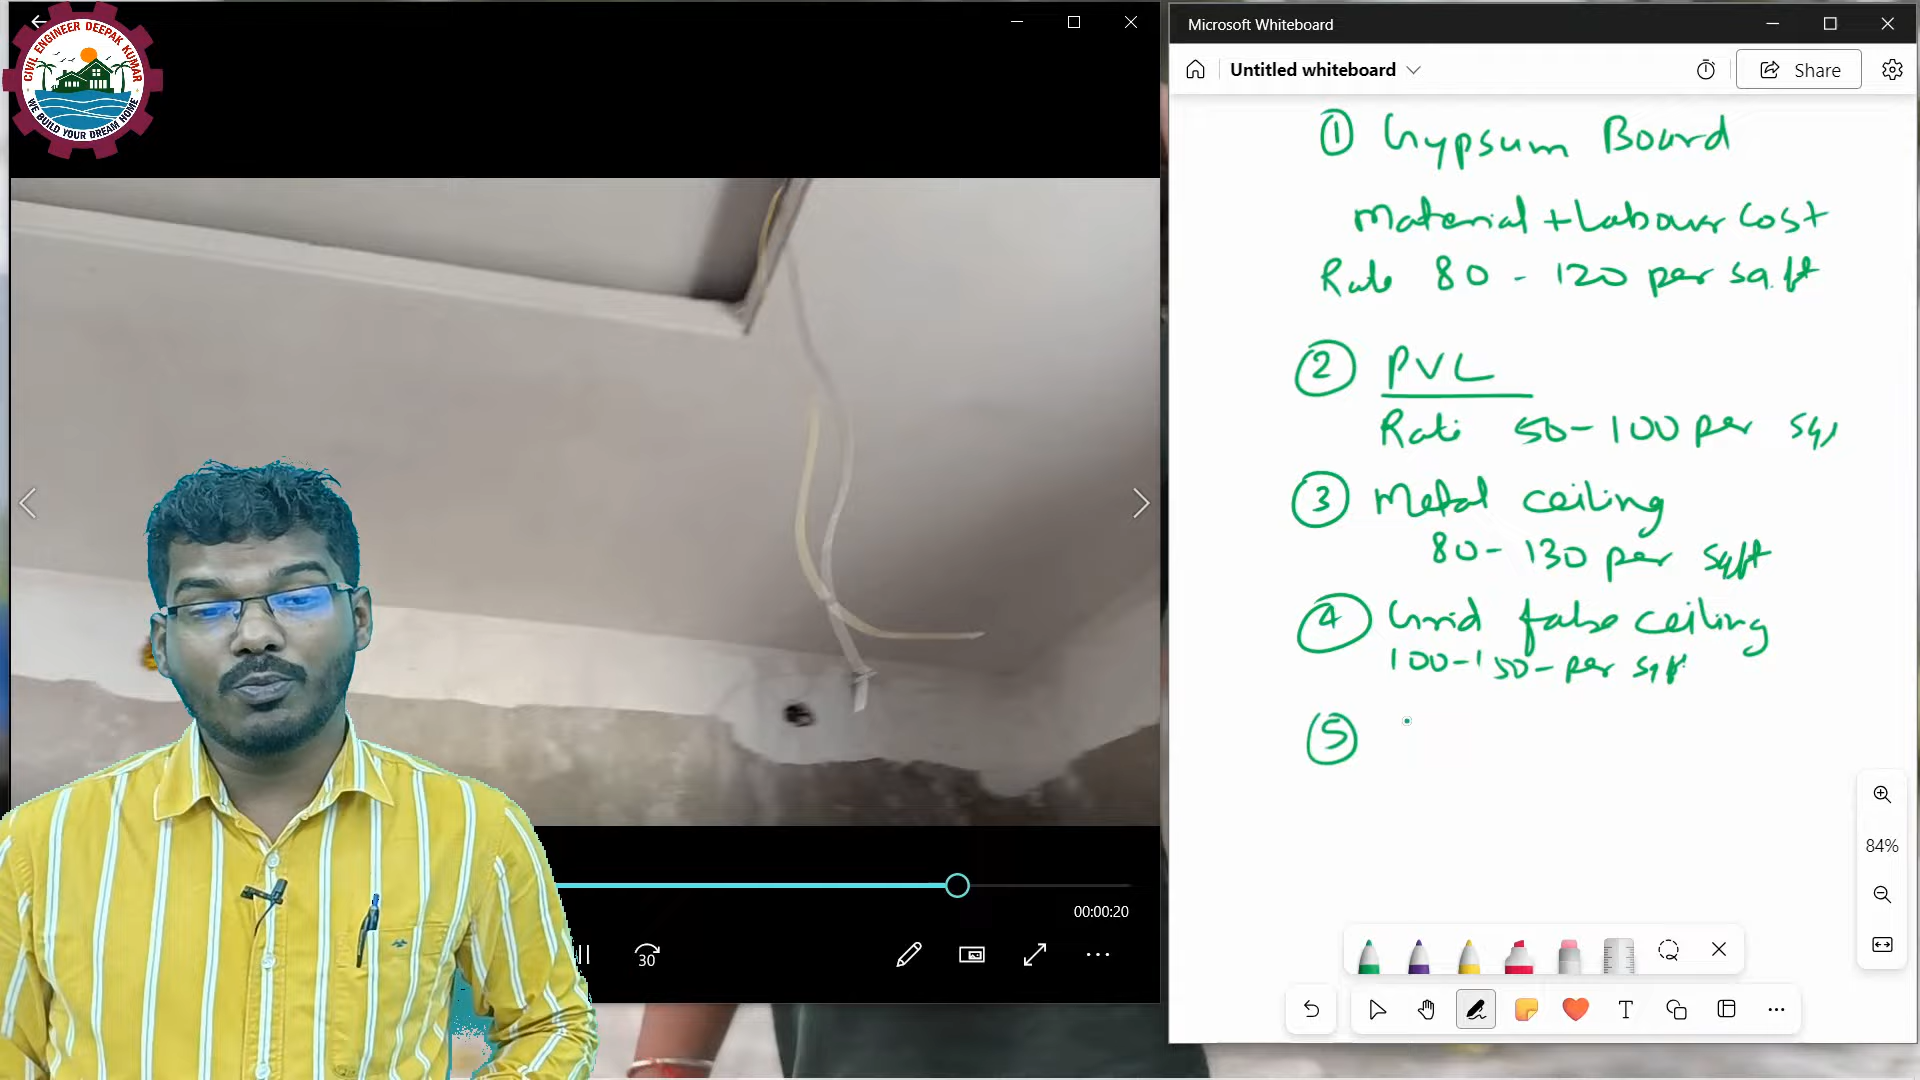 CIVIL ENGINEER DEEPAK KUMAR
WE BUILD YOUR DREAM HOME
00:00:20
30
Microsoft Whiteboard
Untitled whiteboard
Share
① Gypsum Board
Material + Labour Cost
Rate 80 - 120 per sq.ft
② PVC
Rate 50 - 100 per sq
③ Metal ceiling
80 - 130 per sqft
④ Grid false ceiling
100 - 150 - per sqft
⑤
84%
T